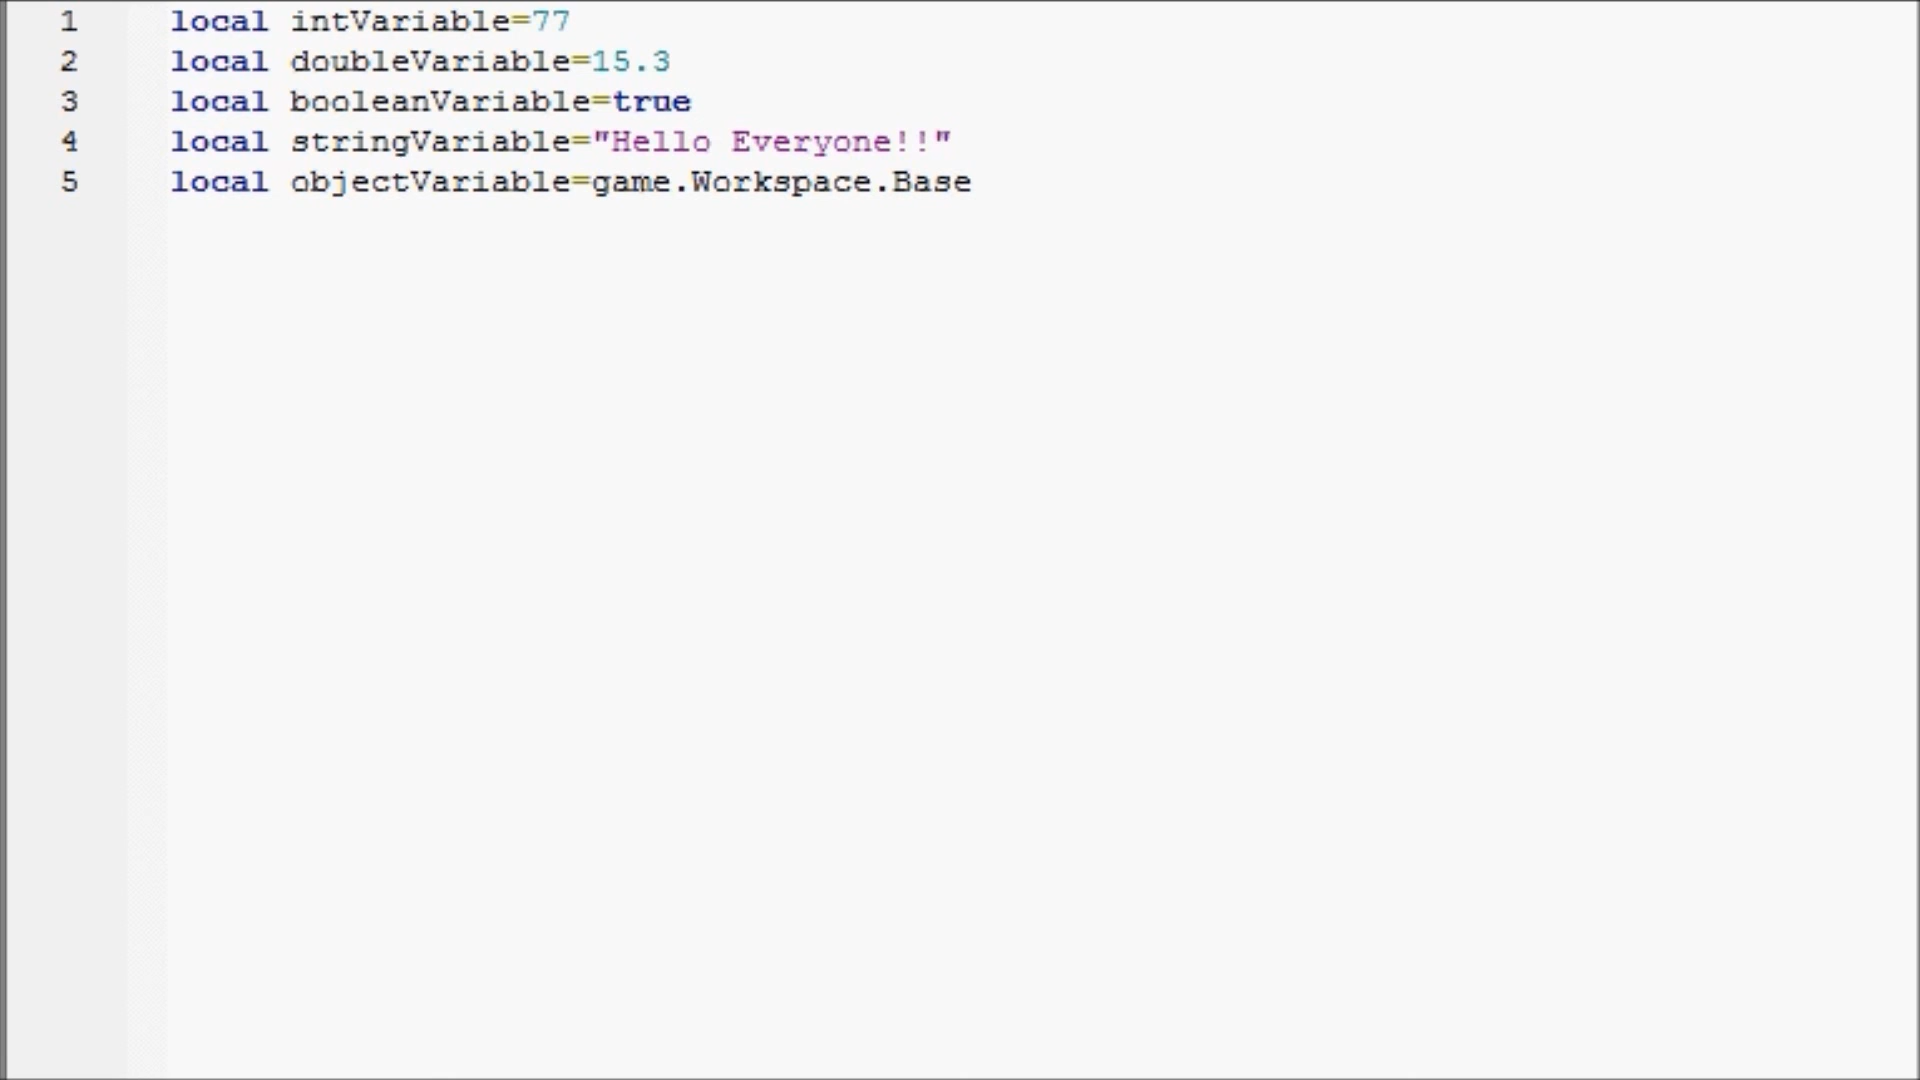 1 local intVariable=77
2 local doubleVariable=15.3
3 local booleanVariable=true
4 local stringVariable="Hello Everyone!!"
5 local objectVariable=game.Workspace.Base